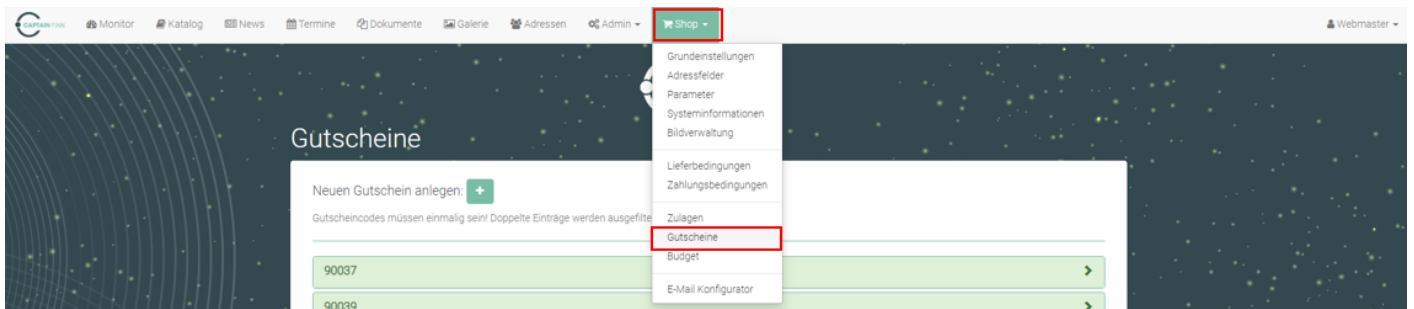 CAPTAIN Monitor Katalog News Termine Dokumente Galerie Adressen Admin Shop Webmaster
Grundeinstellungen
Adressfelder
Parameter
Systeminformationen
Bildverwaltung
Lieferbedingungen
Zahlungsbedingungen
Zulagen
Gutscheine
Budget
E-Mail Konfigurator
Gutscheine
Neuen Gutschein anlegen: +
Gutscheincodes müssen einmalig sein! Doppelte Einträge werden ausgefilte
90037
90039